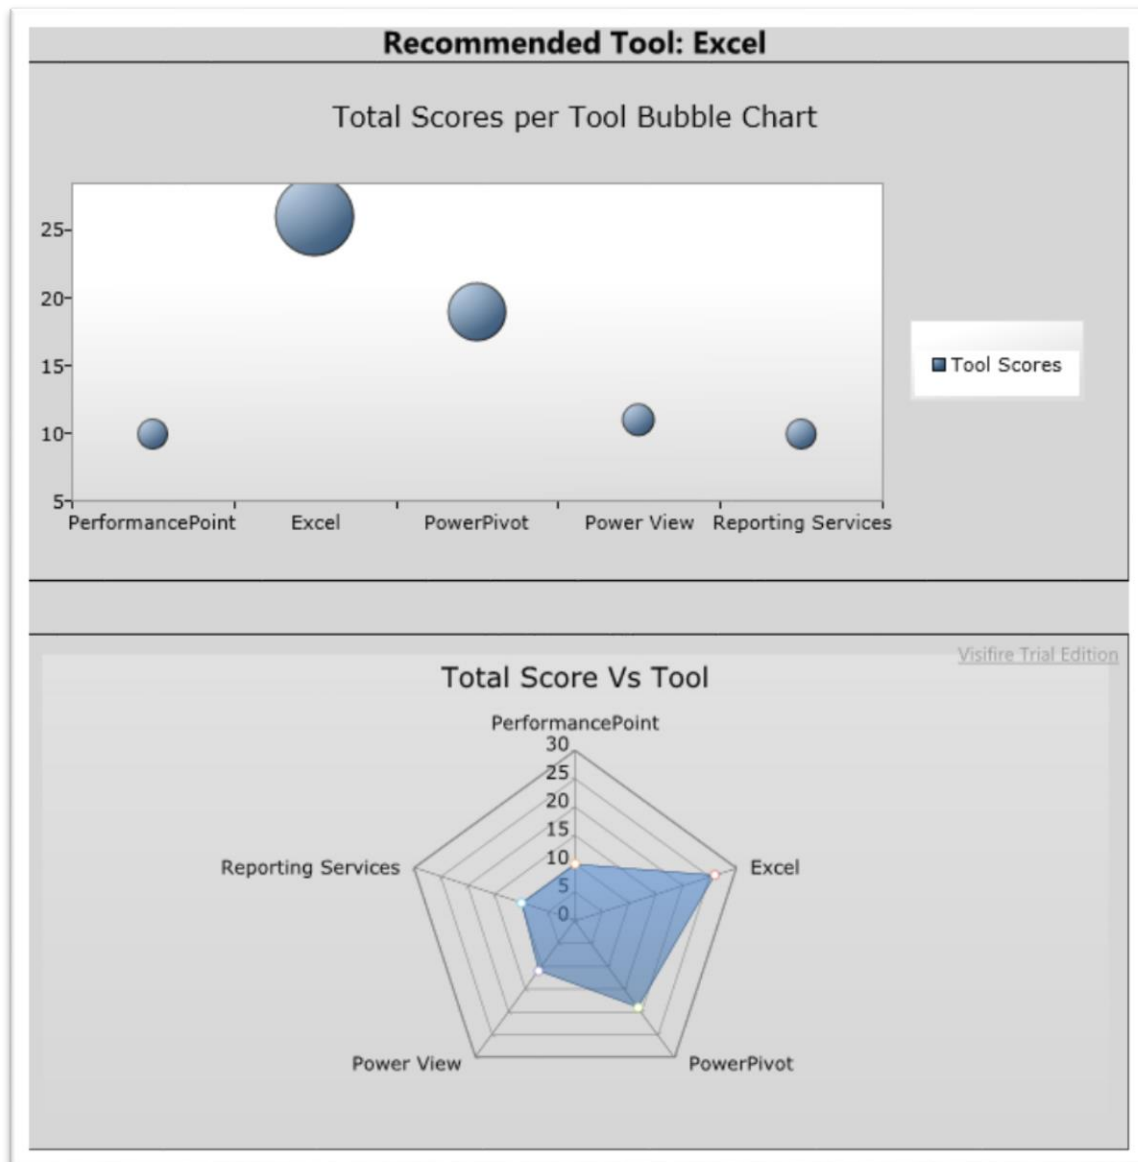 Recommended Tool: Excel
Total Scores per Tool Bubble Chart
25
20
15
10
5
PerformancePoint Excel PowerPivot Power View Reporting Services
Tool Scores
Visifire Trial Edition
Total Score Vs Tool
PerformancePoint
30
25
20
15
10
5
0
Reporting Services Excel
Power View PowerPivot